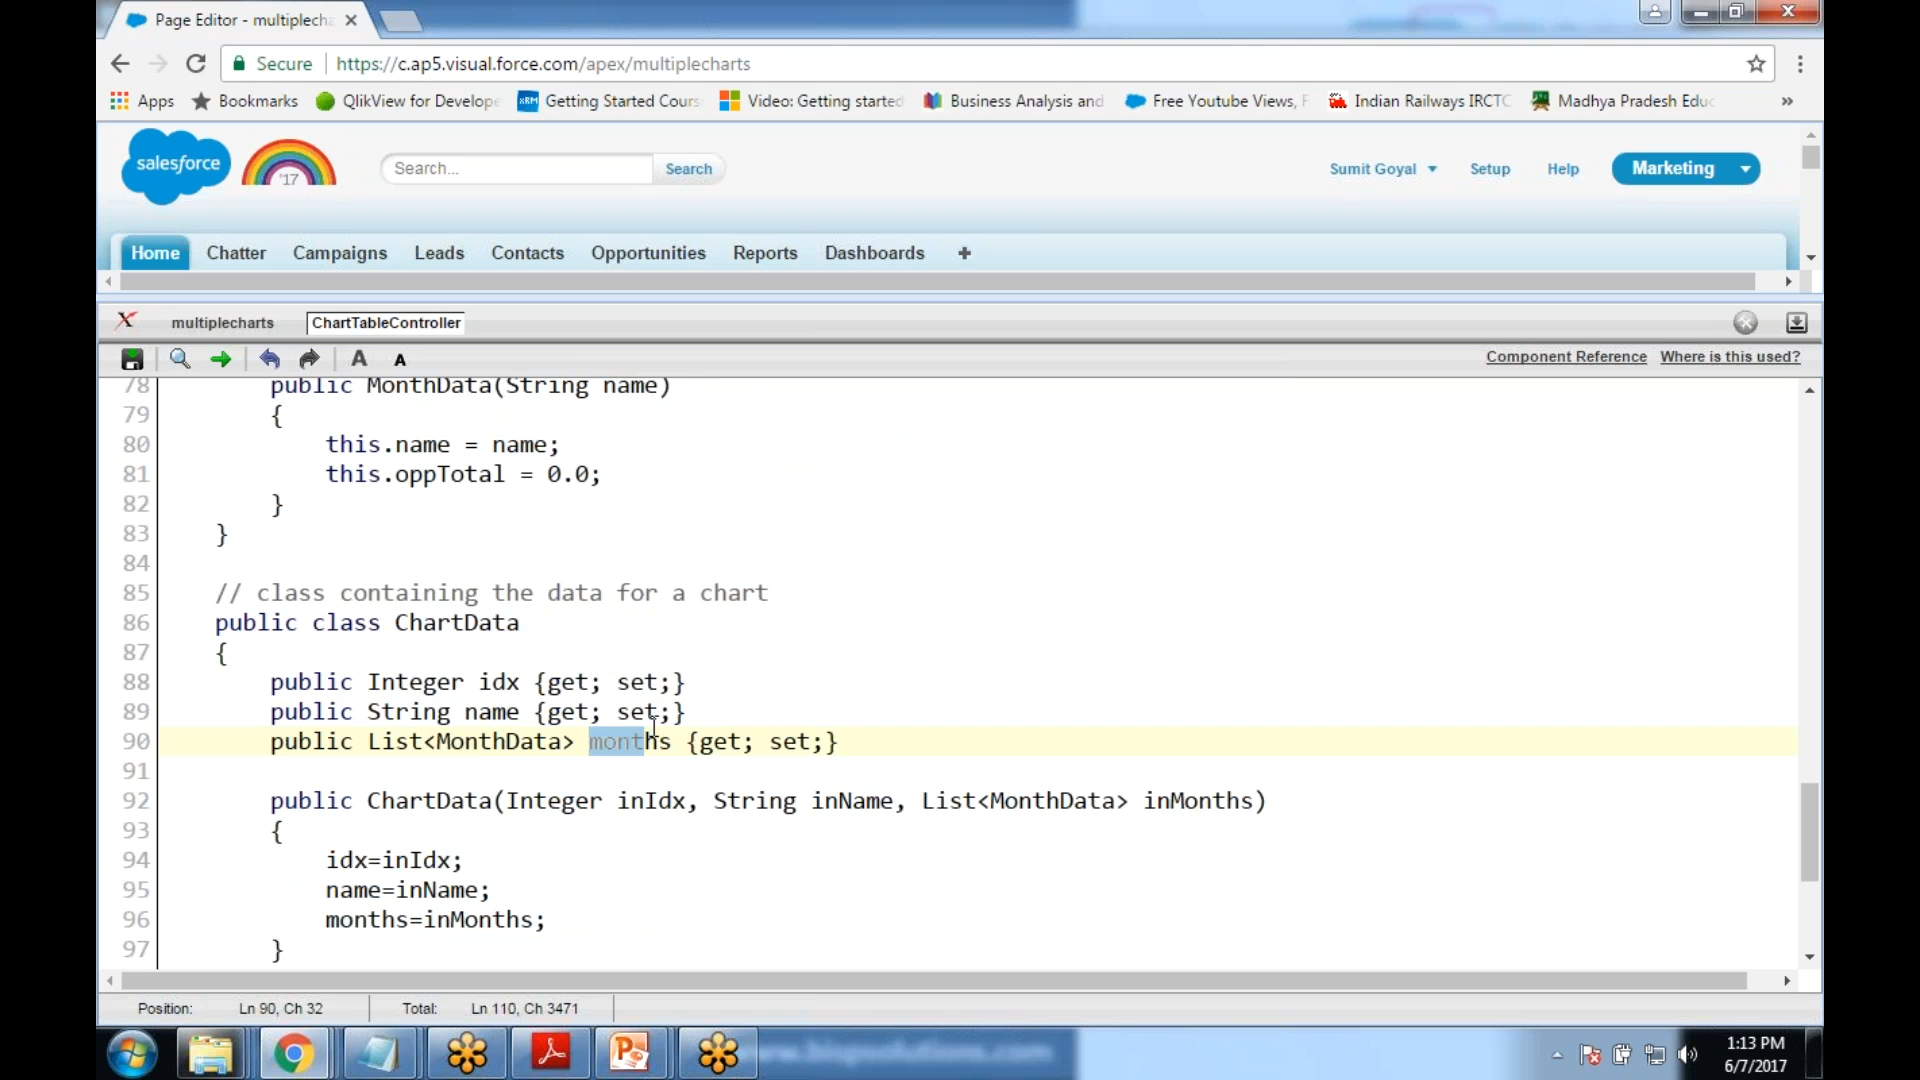 Page Editor - multiplecha
Secure https://c.ap5.visual.force.com/apex/multiplecharts
Apps Bookmarks QlikView for Develope Getting Started Cours Video: Getting started Business Analysis and Free Youtube Views, F Indian Railways IRCTC Madhya Pradesh Educ »
salesforce '17 Search... Search Sumit Goyal Setup Help Marketing
Home Chatter Campaigns Leads Contacts Opportunities Reports Dashboards +
multiplecharts ChartTableController
A A Component Reference Where is this used?
78 public MonthData(String name)
79 {
80 this.name = name;
81 this.oppTotal = 0.0;
82 }
83 }
84
85 // class containing the data for a chart
86 public class ChartData
87 {
88 public Integer idx {get; set;}
89 public String name {get; set;}
90 public List<MonthData> months {get; set;}
91
92 public ChartData(Integer inIdx, String inName, List<MonthData> inMonths)
93 {
94 idx=inIdx;
95 name=inName;
96 months=inMonths;
97 }
Position: Ln 90, Ch 32 Total: Ln 110, Ch 3471
1:13 PM
6/7/2017